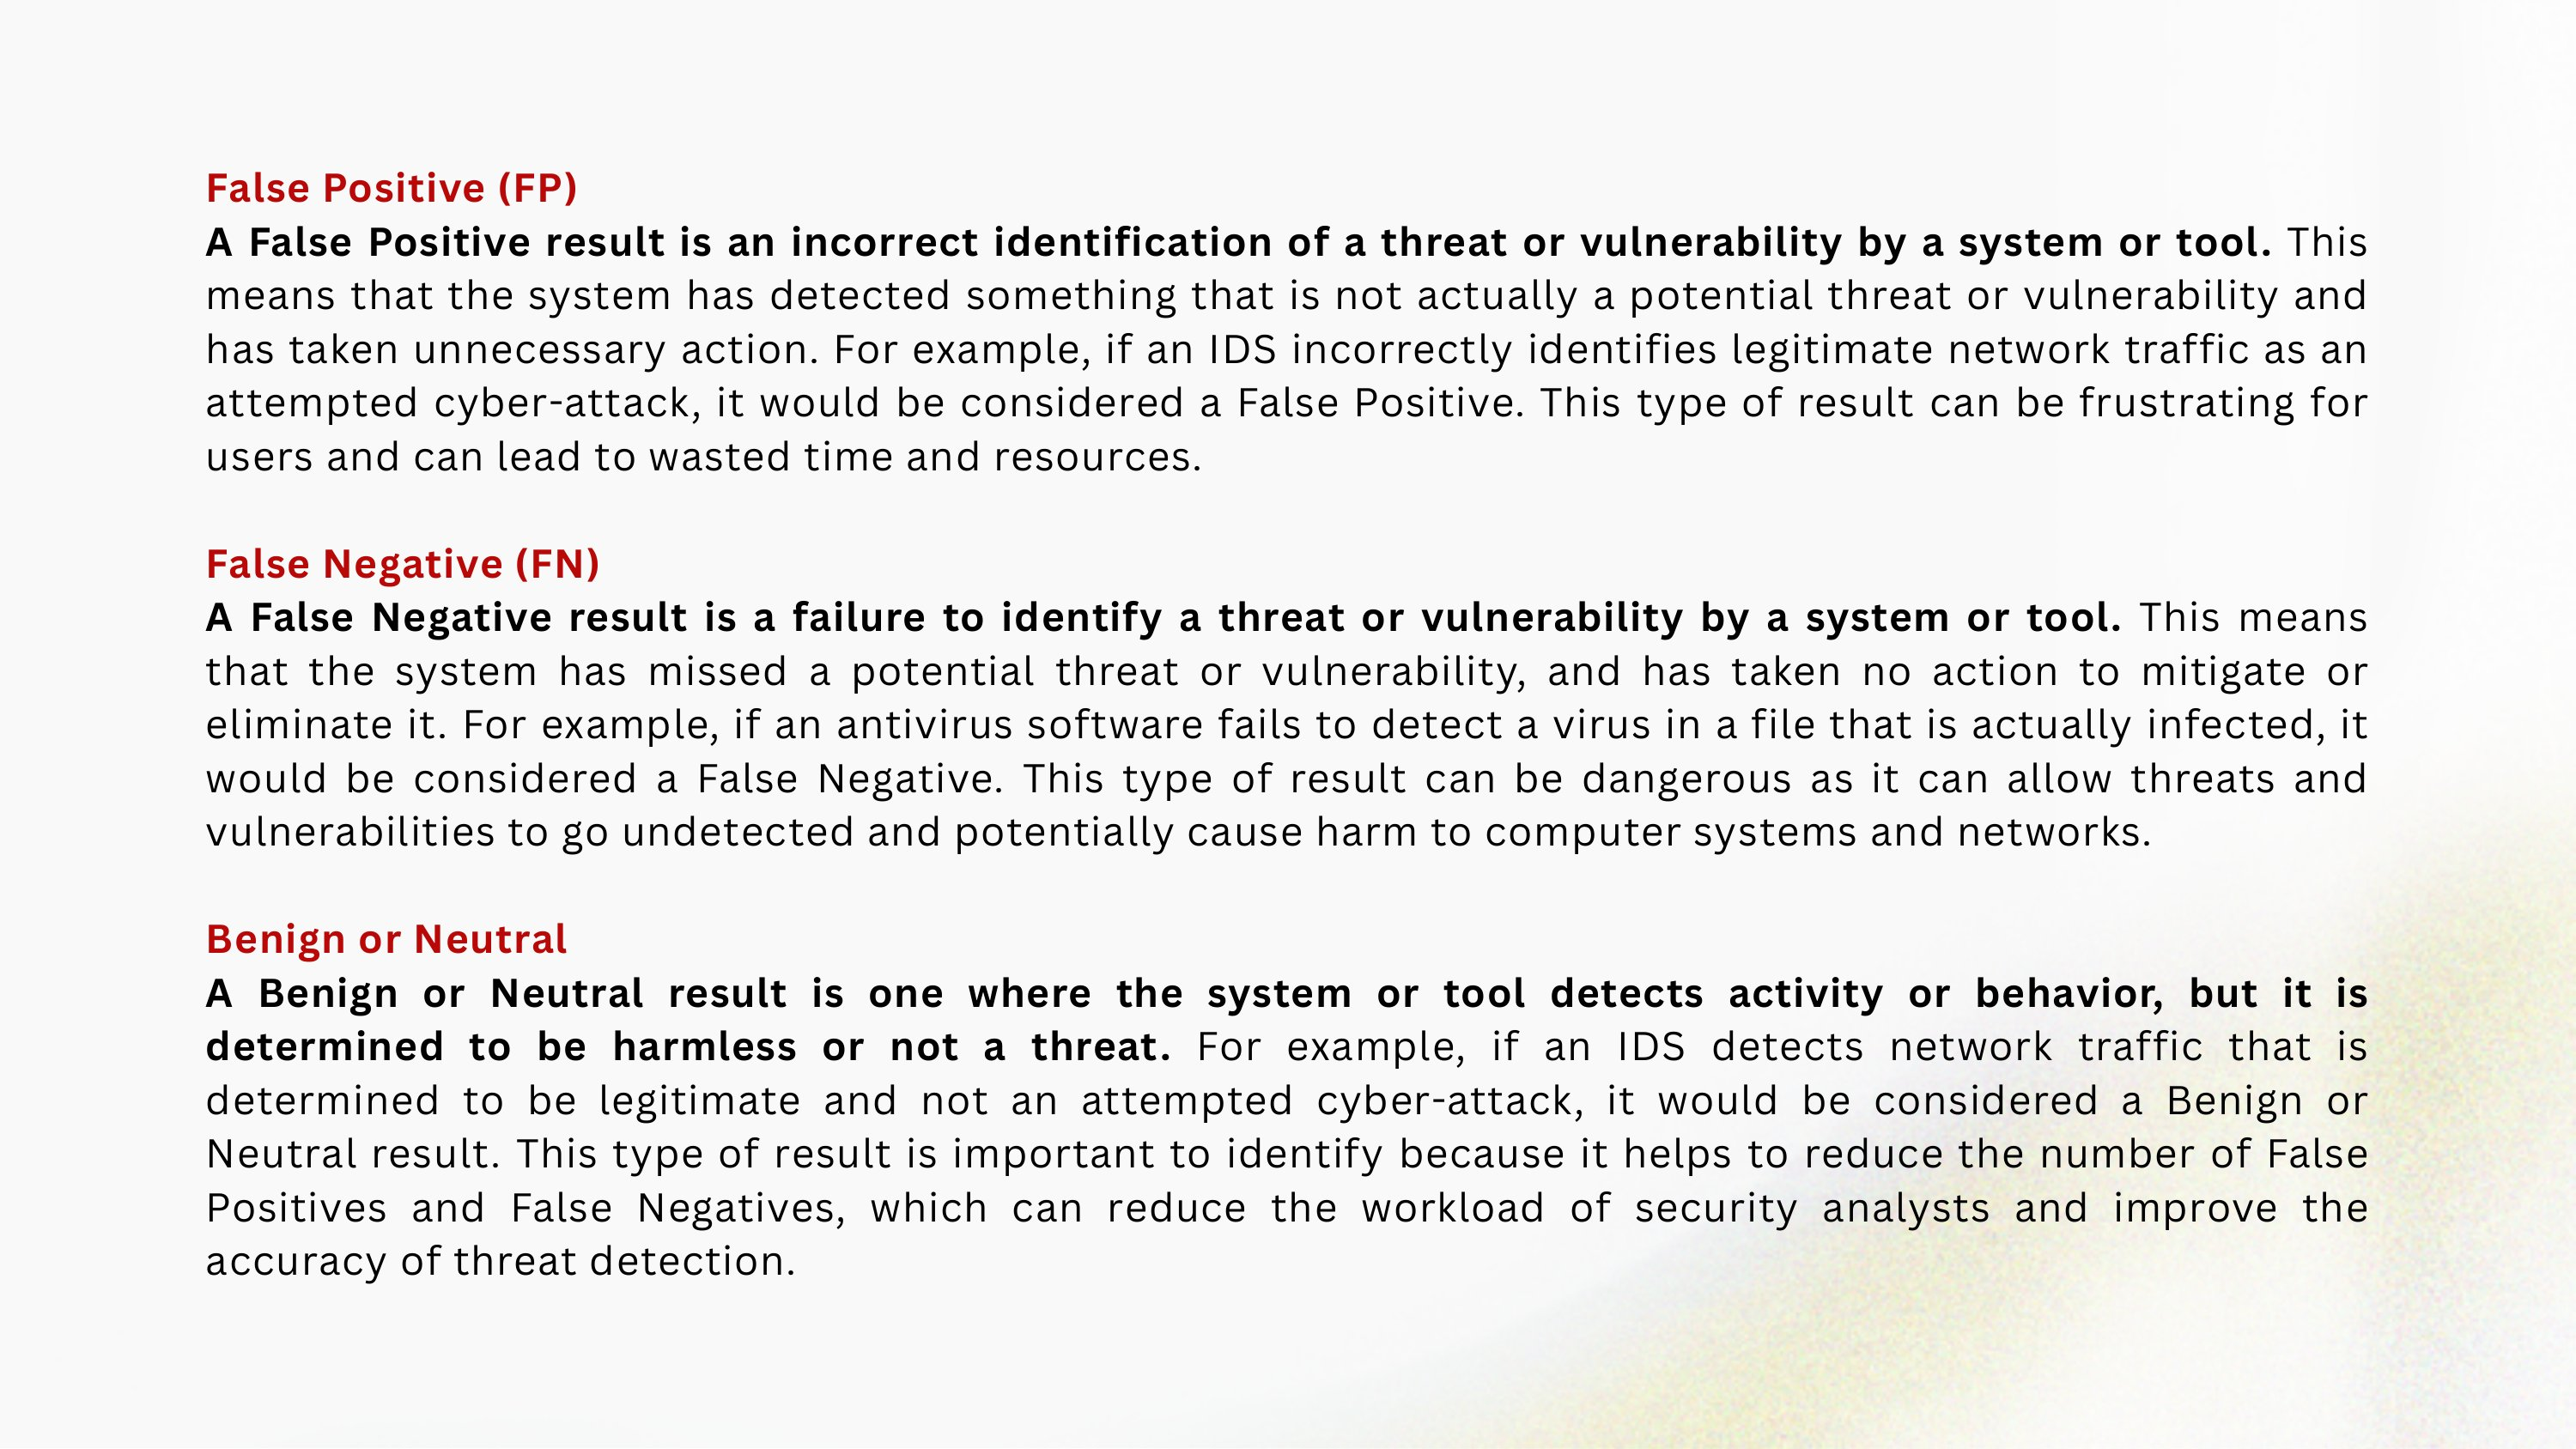 False Positive (FP)
A False Positive result is an incorrect identification of a threat or vulnerability by a system or tool. This
means that the system has detected something that is not actually a potential threat or vulnerability and
has taken unnecessary action. For example, if an IDS incorrectly identifies legitimate network traffic as an
attempted cyber-attack, it would be considered a False Positive. This type of result can be frustrating for
users and can lead to wasted time and resources.
False Negative (FN)
A False Negative result is a failure to identify a threat or vulnerability by a system or tool. This means
that the system has missed a potential threat or vulnerability, and has taken no action to mitigate or
eliminate it. For example, if an antivirus software fails to detect a virus in a file that is actually infected, it
would be considered a False Negative. This type of result can be dangerous as it can allow threats and
vulnerabilities to go undetected and potentially cause harm to computer systems and networks.
Benign or Neutral
A Benign or Neutral result is one where the system or tool detects activity or behavior, but it is
determined to be harmless or not a threat. For example, if an IDS detects network traffic that is
determined to be legitimate and not an attempted cyber-attack, it would be considered a Benign or
Neutral result. This type of result is important to identify because it helps to reduce the number of False
Positives and False Negatives, which can reduce the workload of security analysts and improve the
accuracy of threat detection.